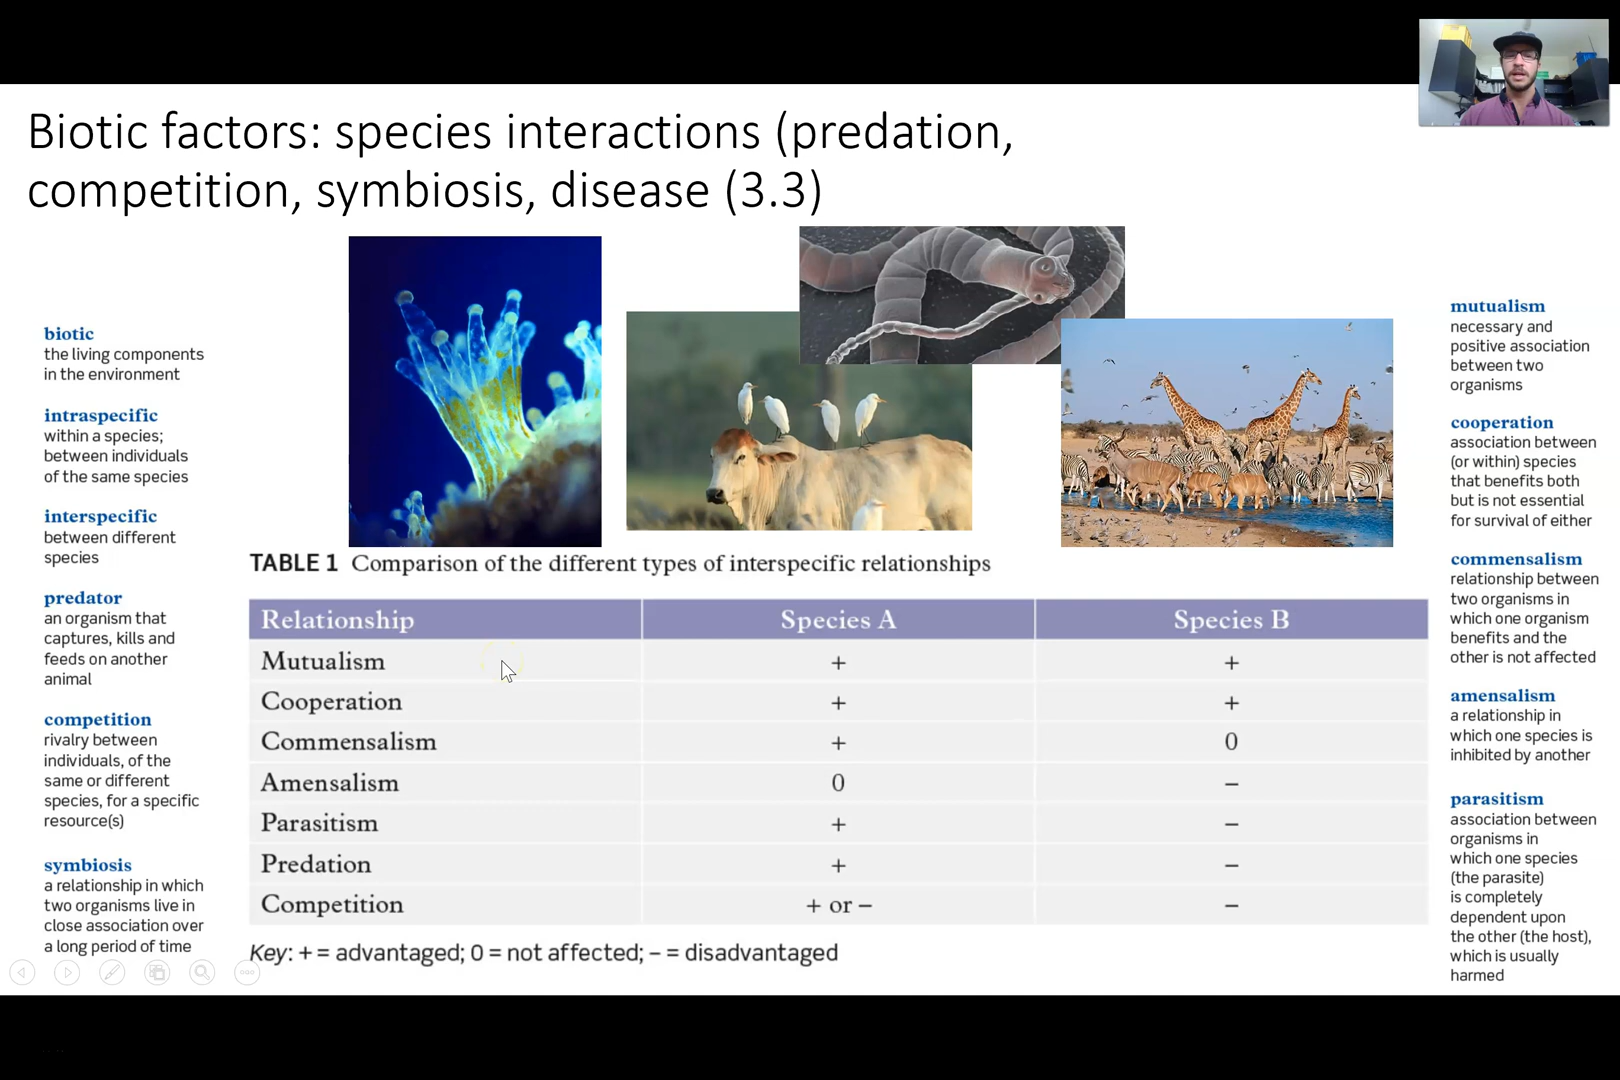 Biotic factors: species interactions (predation,
competition, symbiosis, disease (3.3)
biotic
the living components
in the environment
intraspecific
within a species;
between individuals
of the same species
interspecific
between different
species
predator
an organism that
captures, kills and
feeds on another
animal
competition
rivalry between
individuals, of the
same or different
species, for a specific
resource(s)
symbiosis
a relationship in which
two organisms live in
close association over
a long period of time
TABLE 1 Comparison of the different types of interspecific relationships
Relationship Species A Species B
Mutualism + +
Cooperation + +
Commensalism + 0
Amensalism 0 –
Parasitism + –
Predation + –
Competition + or – –
Key: + = advantaged; 0 = not affected; – = disadvantaged
mutualism
necessary and
positive association
between two
organisms
cooperation
association between
(or within) species
that benefits both
but is not essential
for survival of either
commensalism
relationship between
two organisms in
which one organism
benefits and the
other is not affected
amensalism
a relationship in
which one species is
inhibited by another
parasitism
association between
organisms in
which one species
(the parasite)
is completely
dependent upon
the other (the host),
which is usually
harmed